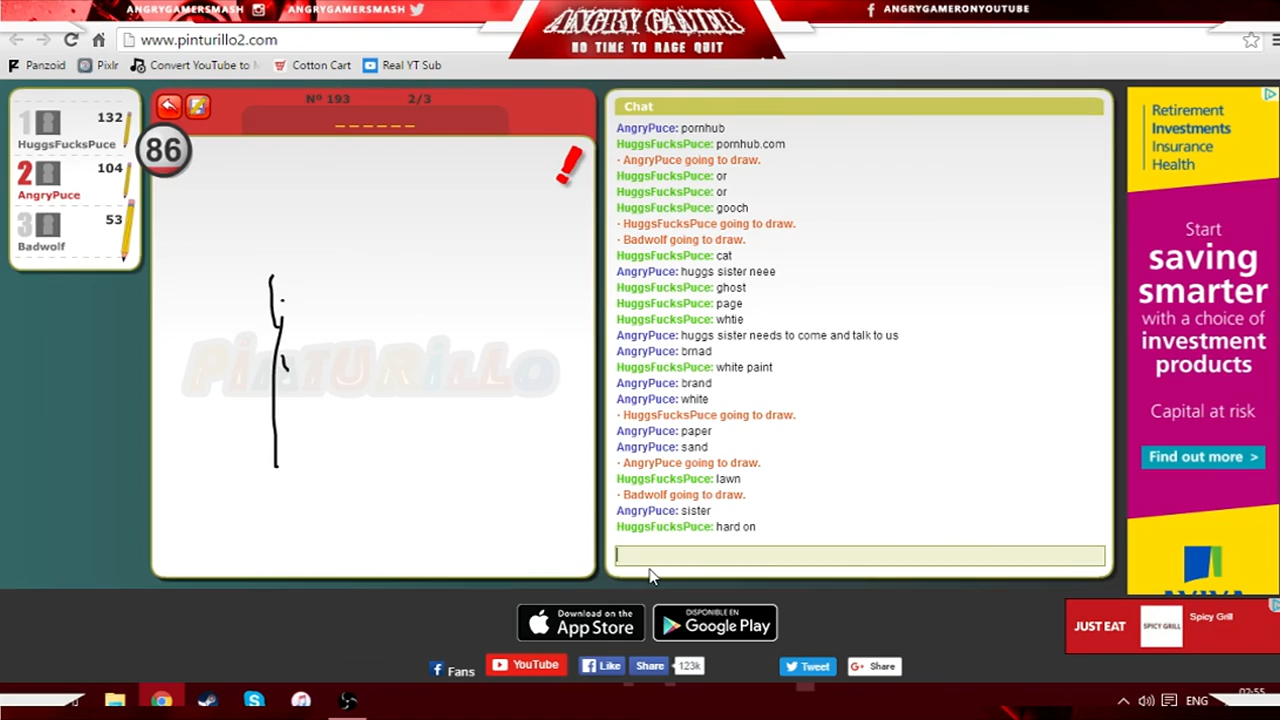 ANGRYGAMERSMASH ANGRYGAMERSMASH
ANGRY GAMER
NO TIME TO RAGE QUIT
ANGRYGAMERONYOUTUBE
www.pinturillo2.com
Panzoid Pixlr Convert YouTube to Cotton Cart Real YT Sub
1 132
HuggsFucksPuce
2 104
AngryPuce
3 53
Badwolf
86
Nº 193 2/3
_ _ _ _ _ _
!
PINTURILLO
Chat
AngryPuce: pornhub
HuggsFucksPuce: pornhub.com
· AngryPuce going to draw.
HuggsFucksPuce: or
HuggsFucksPuce: or
HuggsFucksPuce: gooch
· HuggsFucksPuce going to draw.
· Badwolf going to draw.
HuggsFucksPuce: cat
AngryPuce: huggs sister neee
HuggsFucksPuce: ghost
HuggsFucksPuce: page
HuggsFucksPuce: whtie
AngryPuce: huggs sister needs to come and talk to us
AngryPuce: brnad
HuggsFucksPuce: white paint
AngryPuce: brand
AngryPuce: white
· HuggsFucksPuce going to draw.
AngryPuce: paper
AngryPuce: sand
· AngryPuce going to draw.
HuggsFucksPuce: lawn
· Badwolf going to draw.
AngryPuce: sister
HuggsFucksPuce: hard on
Retirement
Investments
Insurance
Health
Start
saving
smarter
with a choice of
investment
products
Capital at risk
Find out more >
AVIVA
Download on the
App Store
DISPONIBLE EN
Google Play
JUST EAT SPICY GRILL Spicy Grill
Fans YouTube Like Share 123k Tweet G+ Share
ENG 02:55